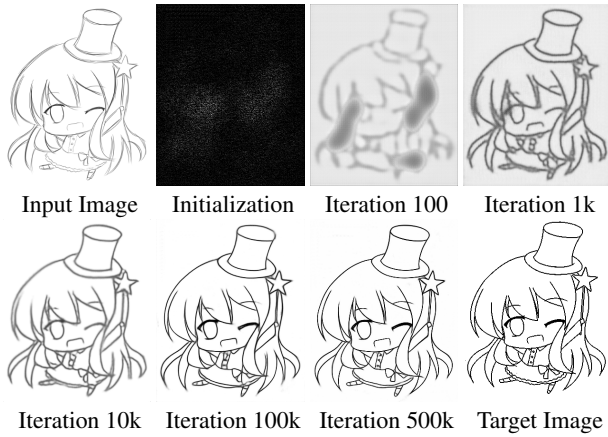 Input Image Initialization Iteration 100 Iteration 1k
Iteration 10k Iteration 100k Iteration 500k Target Image